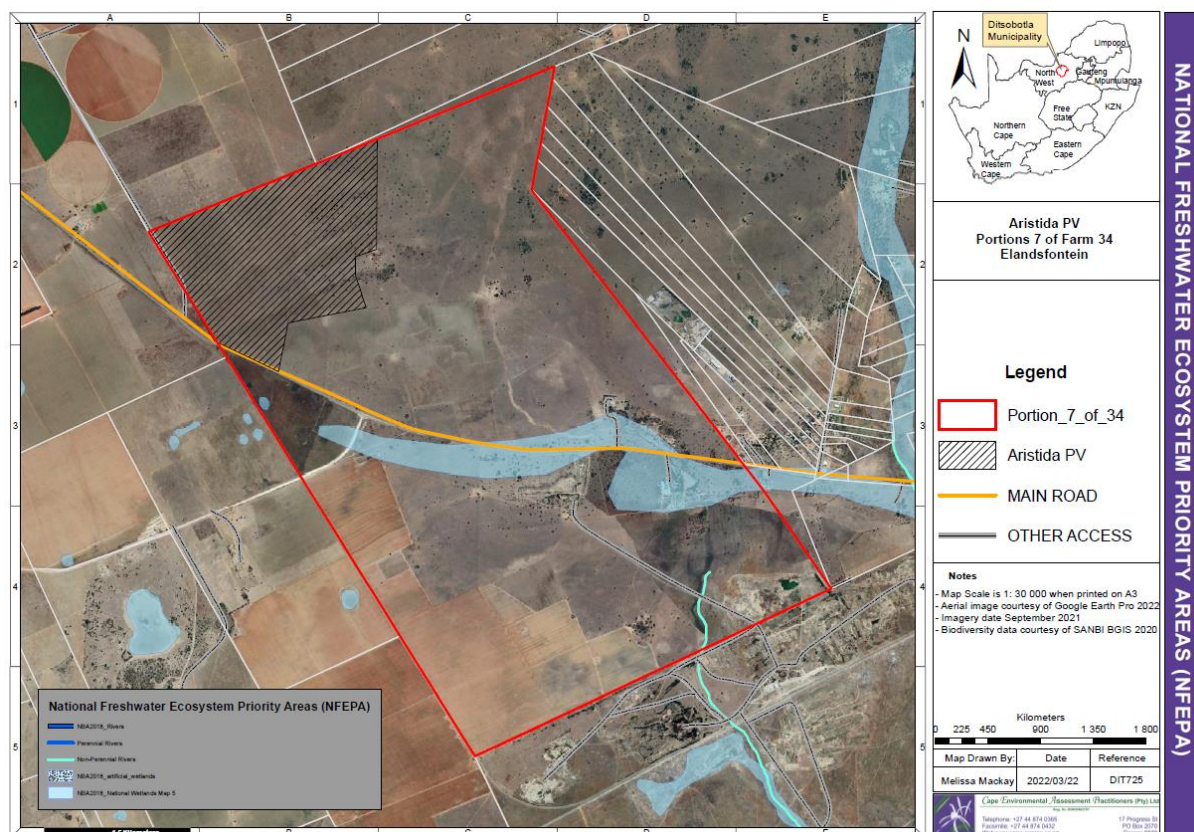 A B C D E
1
2
3
4
5
1
2
3
4
5
National Freshwater Ecosystem Priority Areas (NFEPA)
NBA2018_Rivers
Perennial Rivers
Non-Perennial Rivers
NBA2018_artificial_wetlands
NBA2018_National Wetlands Map 5
Ditsobotla
Municipality
N
Limpopo
North
West
Gauteng
Mpumulanga
Free
State
KZN
Northern
Cape
Eastern
Cape
Western
Cape
Aristida PV
Portions 7 of Farm 34
Elandsfontein
Legend
Portion_7_of_34
Aristida PV
MAIN ROAD
OTHER ACCESS
Notes
- Map Scale is 1: 30 000 when printed on A3
- Aerial image courtesy of Google Earth Pro 2022
- Imagery date September 2021
- Biodiversity data courtesy of SANBI BGIS 2020
Kilometers
0 225 450 900 1 350 1 800
Map Drawn By: Date Reference
Melissa Mackay 2022/03/22 DIT725
Cape Environmental Assessment Practitioners (Pty) Ltd
Telephone: +27 44 874 0365 17 Progress St
Facsimile: +27 44 874 0432 PO Box 2070
NATIONAL FRESHWATER ECOSYSTEM PRIORITY AREAS (NFEPA)